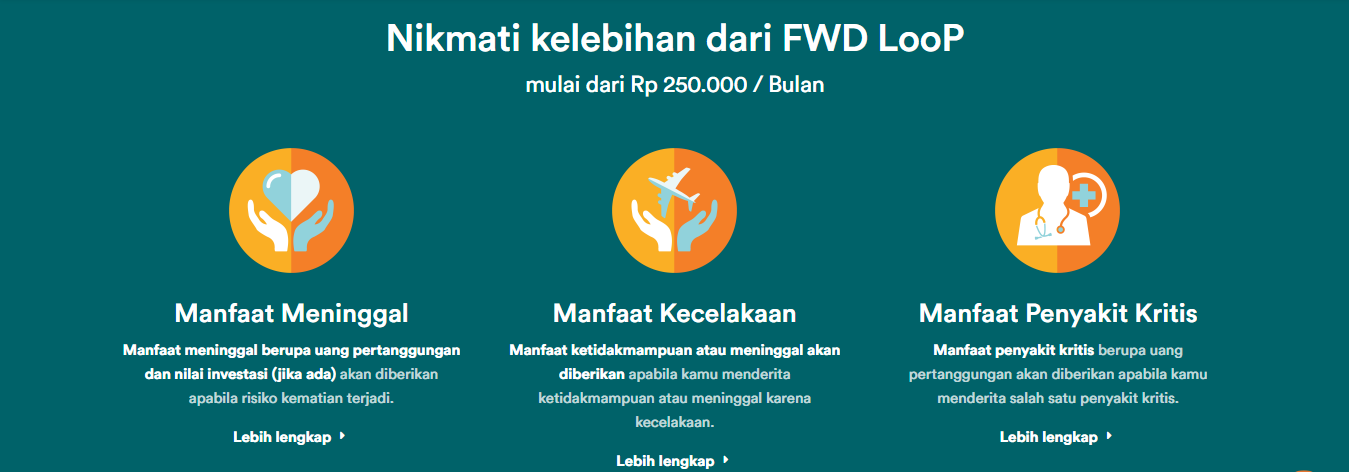 Nikmati kelebihan dari FWD LooP
mulai dari Rp 250.000 / Bulan
Manfaat Meninggal
Manfaat meninggal berupa uang pertanggungan
dan nilai investasi (jika ada) akan diberikan
apabila risiko kematian terjadi.
Lebih lengkap
Manfaat Kecelakaan
Manfaat ketidakmampuan atau meninggal akan
diberikan apabila kamu menderita
ketidakmampuan atau meninggal karena
kecelakaan.
Lebih lengkap
Manfaat Penyakit Kritis
Manfaat penyakit kritis berupa uang
pertanggungan akan diberikan apabila kamu
menderita salah satu penyakit kritis.
Lebih lengkap